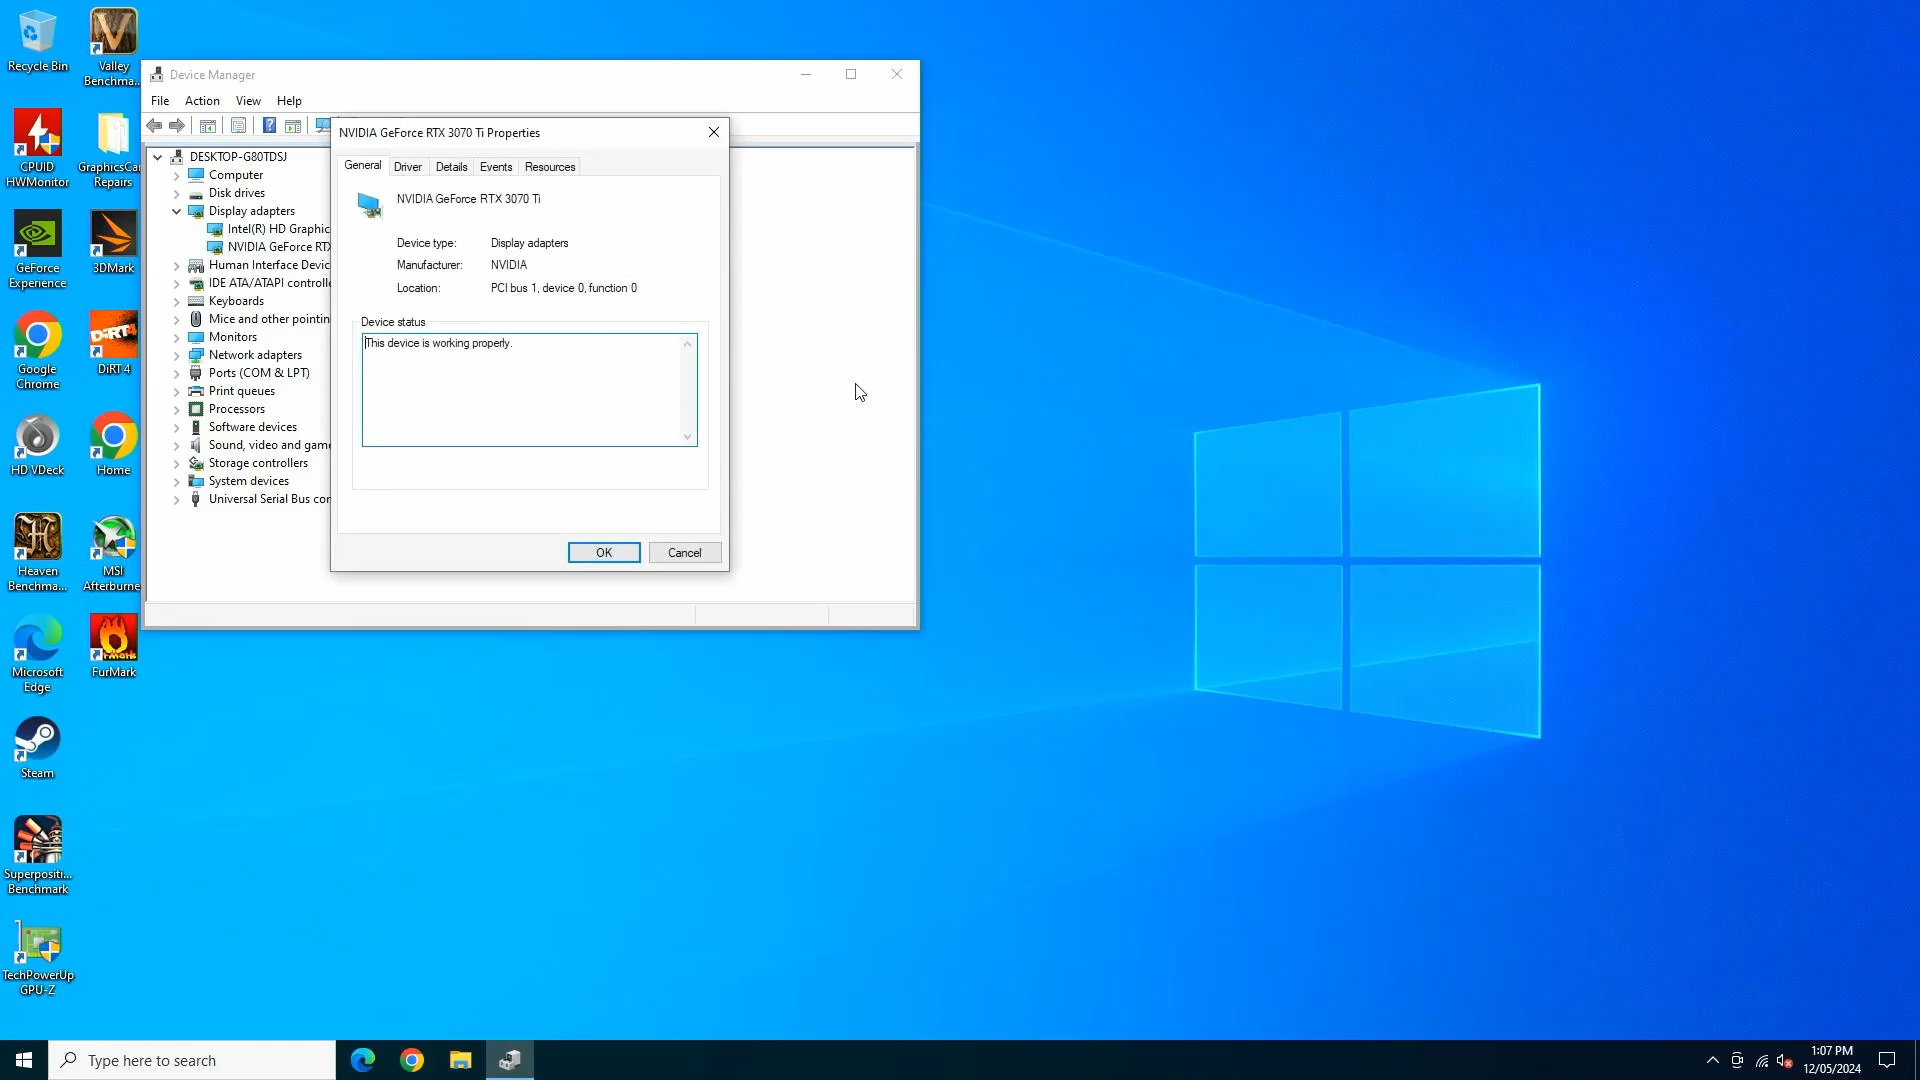 Recycle Bin
Valley
Benchma...
CPUID
HWMonitor
GraphicsCar
Repairs
GeForce
Experience
3DMark
Google
Chrome
DiRT 4
HD VDeck
Home
Heaven
Benchma...
MSI
Afterburne
Microsoft
Edge
FurMark
Steam
Superpositi...
Benchmark
TechPowerUp
GPU-Z
Device Manager
File Action View Help
DESKTOP-G80TDSJ
Computer
Disk drives
Display adapters
Intel(R) HD Graphic
NVIDIA GeForce RTX
Human Interface Devic
IDE ATA/ATAPI controlle
Keyboards
Mice and other pointin
Monitors
Network adapters
Ports (COM & LPT)
Print queues
Processors
Software devices
Sound, video and game
Storage controllers
System devices
Universal Serial Bus con
NVIDIA GeForce RTX 3070 Ti Properties
General Driver Details Events Resources
NVIDIA GeForce RTX 3070 Ti
Device type: Display adapters
Manufacturer: NVIDIA
Location: PCI bus 1, device 0, function 0
Device status
This device is working properly.
OK Cancel
Type here to search
1:07 PM
12/05/2024